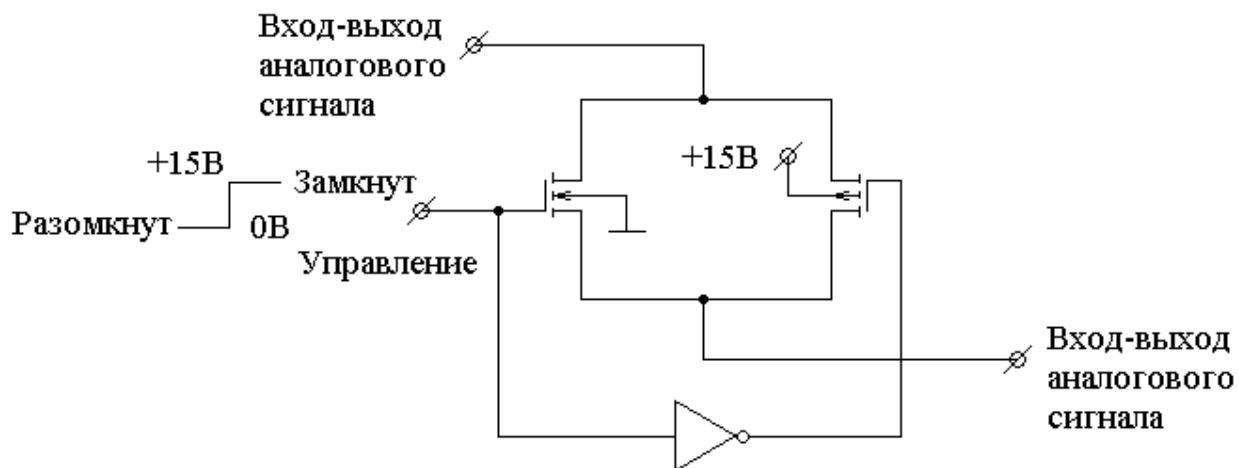 Вход-выход
аналогового
сигнала
+15В
Замкнут
Разомкнут
0В
Управление
+15В
Вход-выход
аналогового
сигнала